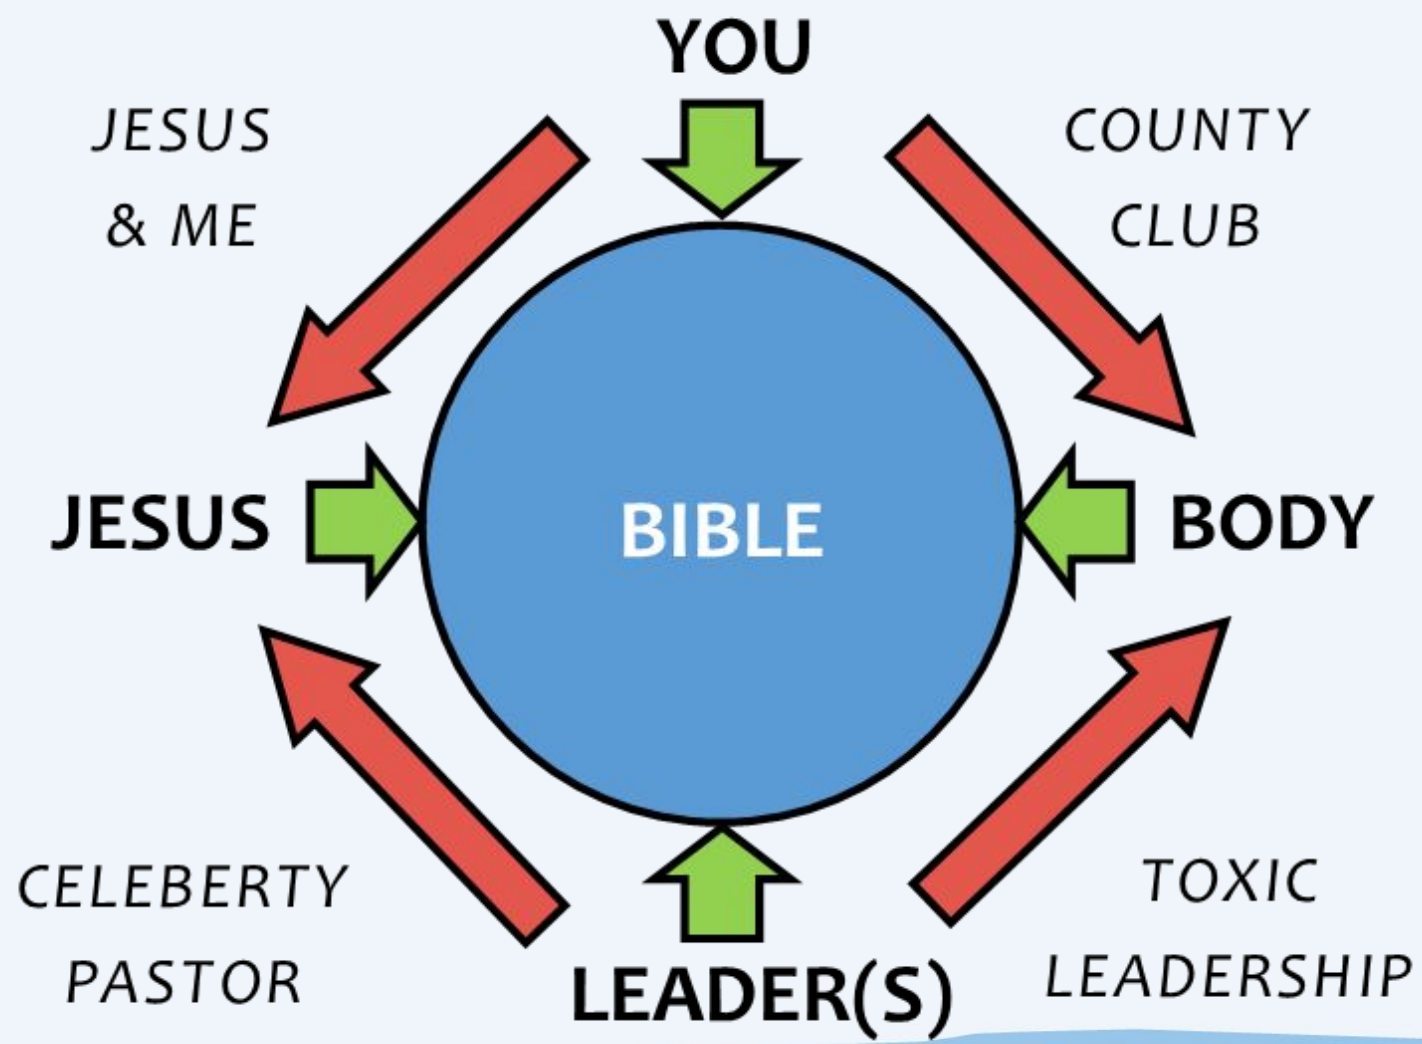 YOU
JESUS
& ME
COUNTY
CLUB
JESUS
BIBLE
BODY
CELEBERTY
PASTOR
TOXIC
LEADERSHIP
LEADER(S)